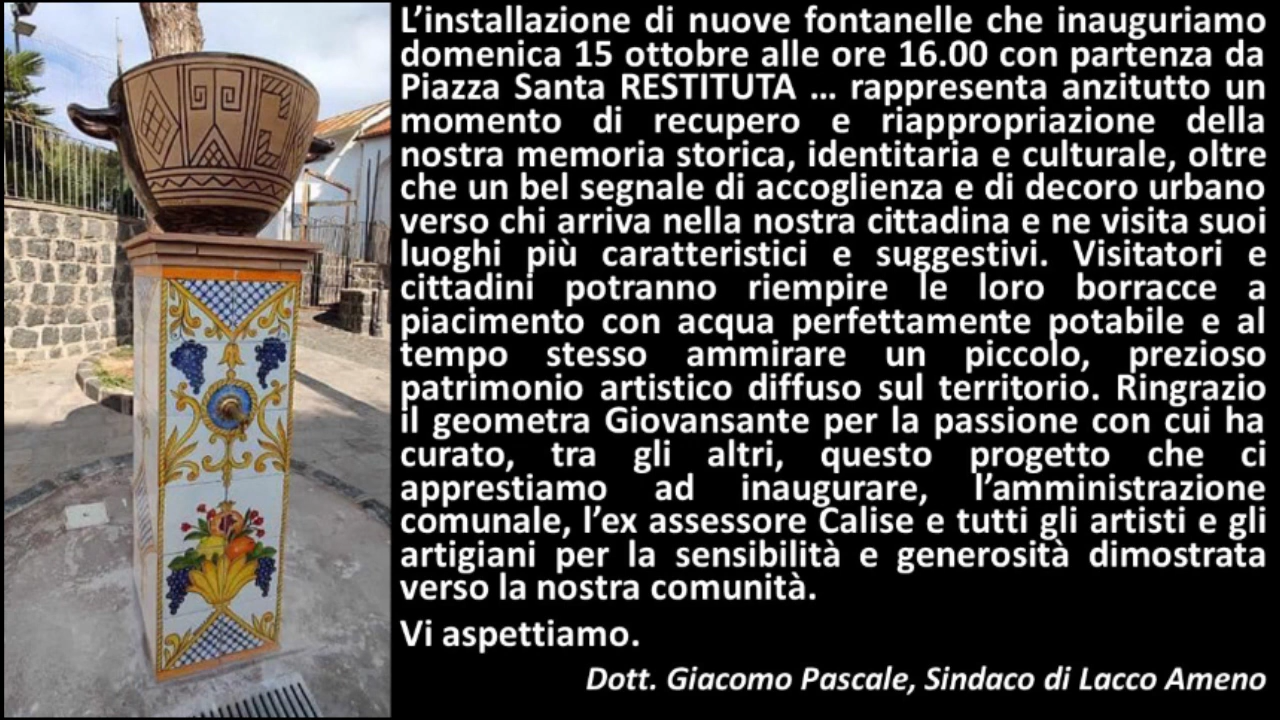 L’installazione di nuove fontanelle che inauguriamo
domenica 15 ottobre alle ore 16.00 con partenza da
Piazza Santa RESTITUTA ... rappresenta anzitutto un
momento di recupero e riappropriazione della
nostra memoria storica, identitaria e culturale, oltre
che un bel segnale di accoglienza e di decoro urbano
verso chi arriva nella nostra cittadina e ne visita suoi
luoghi più caratteristici e suggestivi. Visitatori e
cittadini potranno riempire le loro borracce a
piacimento con acqua perfettamente potabile e al
tempo stesso ammirare un piccolo, prezioso
patrimonio artistico diffuso sul territorio. Ringrazio
il geometra Giovansante per la passione con cui ha
curato, tra gli altri, questo progetto che ci
apprestiamo ad inaugurare, l’amministrazione
comunale, l’ex assessore Calise e tutti gli artisti e gli
artigiani per la sensibilità e generosità dimostrata
verso la nostra comunità.
Vi aspettiamo.
Dott. Giacomo Pascale, Sindaco di Lacco Ameno